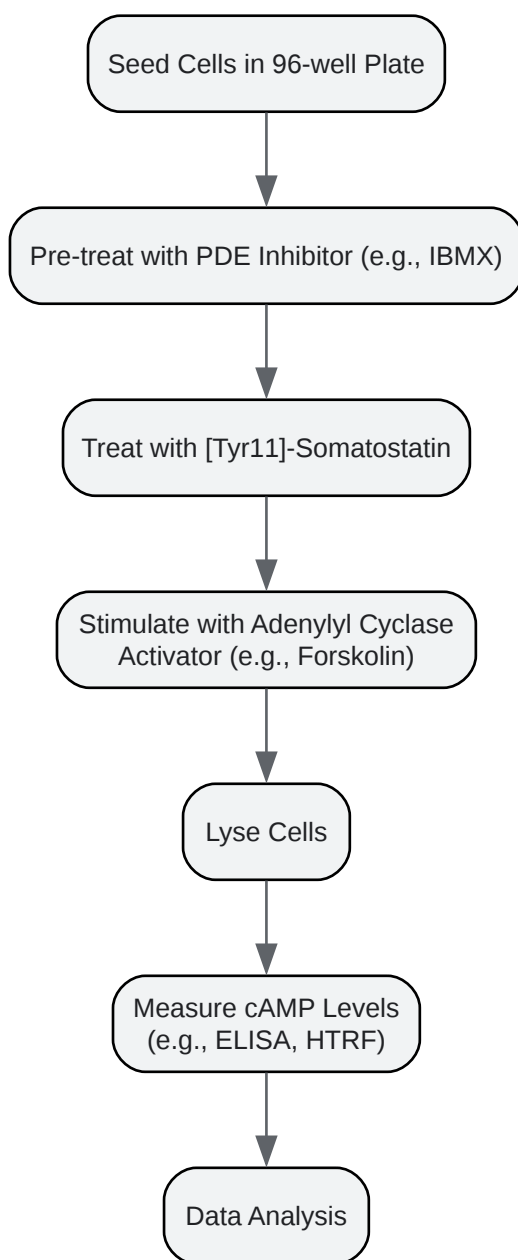 Seed Cells in 96-well Plate
Pre-treat with PDE Inhibitor (e.g., IBMX)
Treat with [Tyr11]-Somatostatin
Stimulate with Adenylyl Cyclase
Activator (e.g., Forskolin)
Lyse Cells
Measure cAMP Levels
(e.g., ELISA, HTRF)
Data Analysis